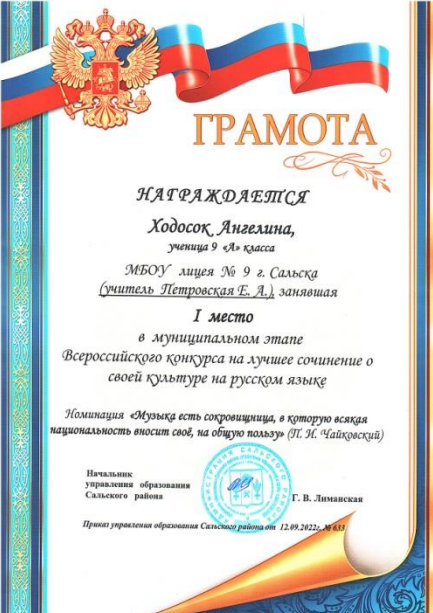 ГРАМОТА
НАГРАЖДАЕТСЯ
Ходосок Ангелина,
ученица 9 «А» класса
МБОУ лицея № 9 г. Сальска
(учитель Петровская Е. А.), занявшая
I место
в муниципальном этапе
Всероссийского конкурса на лучшее сочинение о
своей культуре на русском языке
Номинация «Музыка есть сокровищница, в которую всякая
национальность вносит своё, на общую пользу» (П. И. Чайковский)
Начальник
управления образования
Сальского района
Г. В. Лиманская
Приказ управления образования Сальского района от 12.09.2022г. № 633